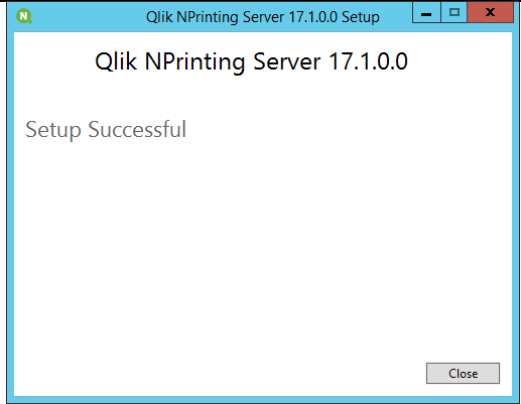 N
Qlik NPrinting Server 17.1.0.0 Setup
Qlik NPrinting Server 17.1.0.0
Setup Successful
Close